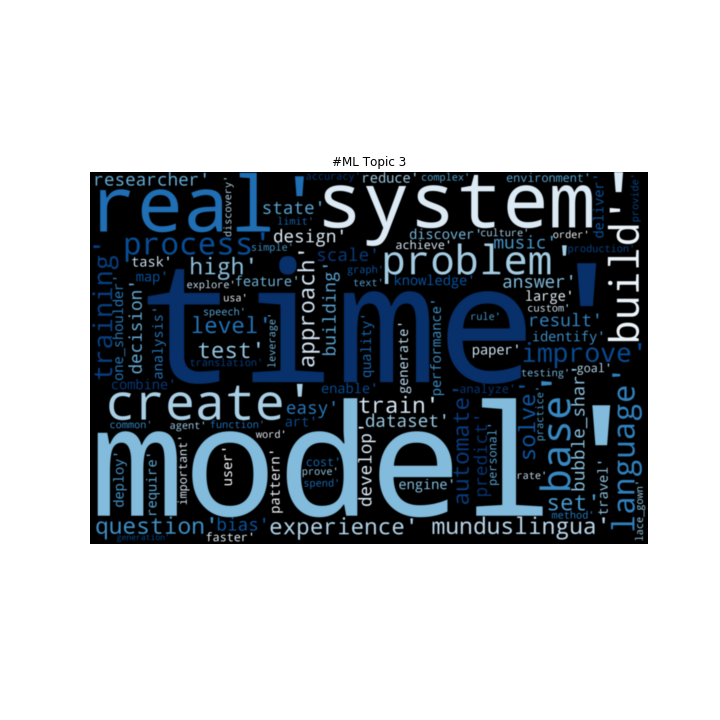 #ML Topic 3
researcher'
discovery'
accuracy'
reduce'
complex'
environment'
deliver'
provide'
real'
system'
build'
state'
limit'
design'
simple'
process
discover'
'culture'
order'
achieve'
music
production'
training'
task'
map'
high'
feature'
explore'
usa'
approach'
scale'
graph'
text'
building'
problem'
knowledge'
answer'
large'
custom'
one_shoulder'
decision'
analysis'
time'
speech'
level'
leverage'
translation'
test'
quality'
generate'
performance'
rule'
paper'
result'
identify'
improve'
testing'
goal'
combine'
enable'
analyze'
create'
easy'
art'
train'
dataset'
automate'
predict'
personal'
solve'
practice'
base'
bubble_shar
language'
common'
agent'
function'
word'
model'
deploy'
require'
important'
user'
pattern'
cost'
prove'
spend'
develop
engine'
rate'
set'
method'
travel'
lace_gown'
question'
bias'
experience'
munduslingua'
generation'
faster'